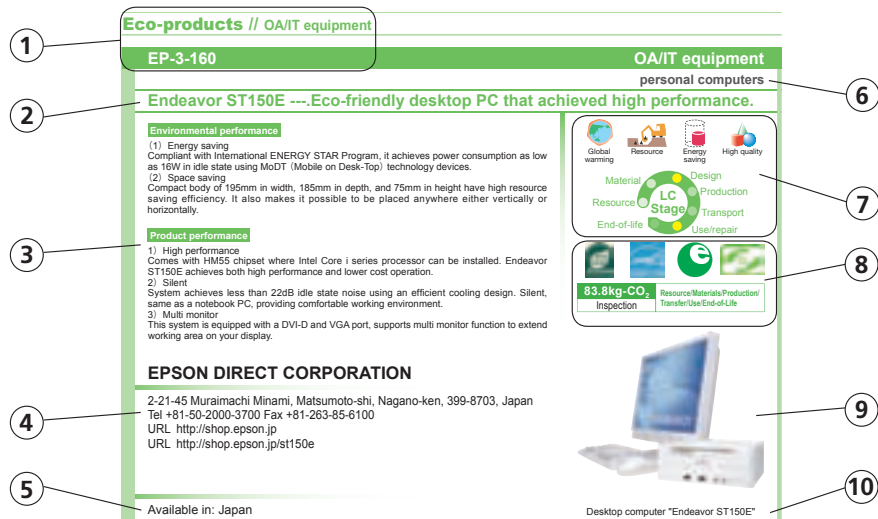 Eco-products // OA/IT equipment
1
EP-3-160
OA/IT equipment
personal computers
6
2
Endeavor ST150E ---.Eco-friendly desktop PC that achieved high performance.
Environmental performance
(1) Energy saving
Compliant with International ENERGY STAR Program, it achieves power consumption as low
as 16W in idle state using MoDT (Mobile on Desk-Top) technology devices.
(2) Space saving
Compact body of 195mm in width, 185mm in depth, and 75mm in height have high resource
saving efficiency. It also makes it possible to be placed anywhere either vertically or
horizontally.
3
Product performance
1) High performance
Comes with HM55 chipset where Intel Core i series processor can be installed. Endeavor
ST150E achieves both high performance and lower cost operation.
2) Silent
System achieves less than 22dB idle state noise using an efficient cooling design. Silent,
same as a notebook PC, providing comfortable working environment.
3) Multi monitor
This system is equipped with a DVI-D and VGA port, supports multi monitor function to extend
working area on your display.
Global
warming
Resource
Energy
saving
High quality
Material
Design
Production
Resource
LC
Stage
Transport
End-of-life
Use/repair
7
e
8
83.8kg-CO2
Inspection
Resource/Materials/Production/
Transfer/Use/End-of-Life
EPSON DIRECT CORPORATION
2-21-45 Muraimachi Minami, Matsumoto-shi, Nagano-ken, 399-8703, Japan
Tel +81-50-2000-3700 Fax +81-263-85-6100
URL http://shop.epson.jp
URL http://shop.epson.jp/st150e
4
9
5
Available in: Japan
Desktop computer "Endeavor ST150E"
10